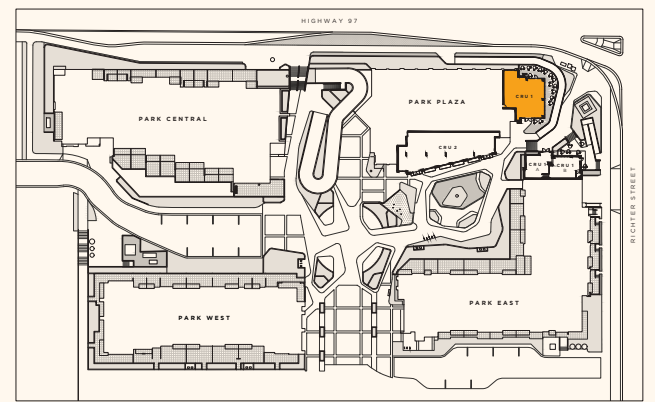 HIGHWAY 97
CRU 1
PARK PLAZA
PARK CENTRAL
CRU 2
CRU 3
A
CRU 3
B
RICHTER STREET
PARK EAST
PARK WEST